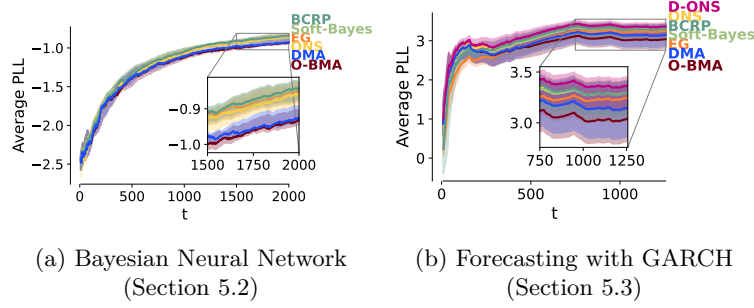 BCRP
Soft-Bayes
EG
ONS
DMA
O-BMA
Average PLL
−1.0
−1.5
−2.0
−2.5
−0.9
−1.0
1500 1750 2000
0 500 1000 1500 2000
t
(a) Bayesian Neural Network
(Section 5.2)
D-ONS
ONS
BCRP
Soft-Bayes
EG
DMA
O-BMA
Average PLL
3
2
1
0
3.5
3.0
750 1000 1250
0 500 1000
t
(b) Forecasting with GARCH
(Section 5.3)